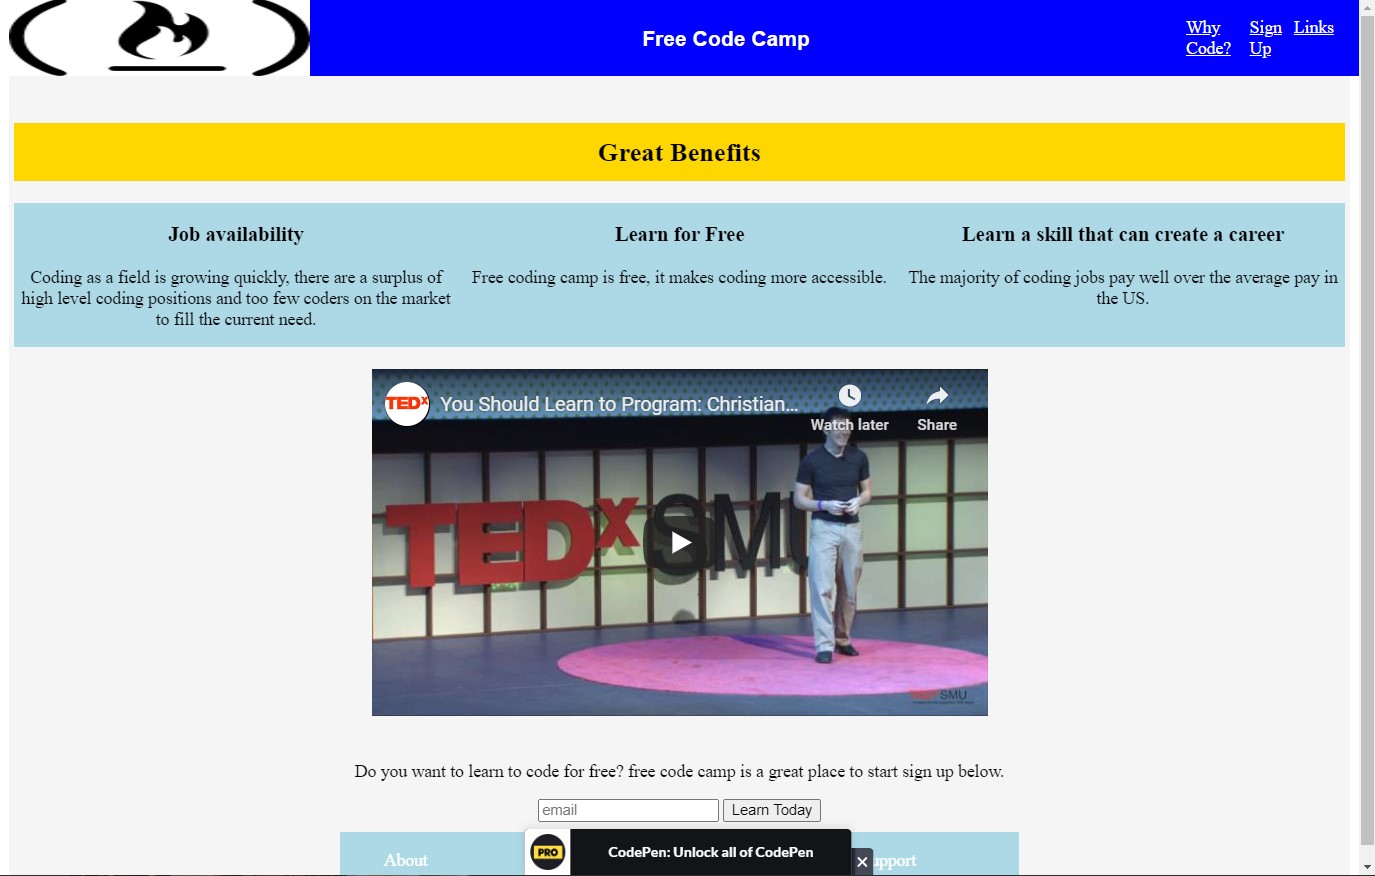 Free Code Camp
Why Code?
Sign Up
Links
Great Benefits
Job availability
Coding as a field is growing quickly, there are a surplus of
high level coding positions and too few coders on the market
to fill the current need.
Learn for Free
Free coding camp is free, it makes coding more accessible.
Learn a skill that can create a career
The majority of coding jobs pay well over the average pay in
the US.
TEDx
You Should Learn to Program: Christian...
Watch later
Share
TEDxSMU
SMU
Do you want to learn to code for free? free code camp is a great place to start sign up below.
email
Learn Today
About
PRO
CodePen: Unlock all of CodePen
upport